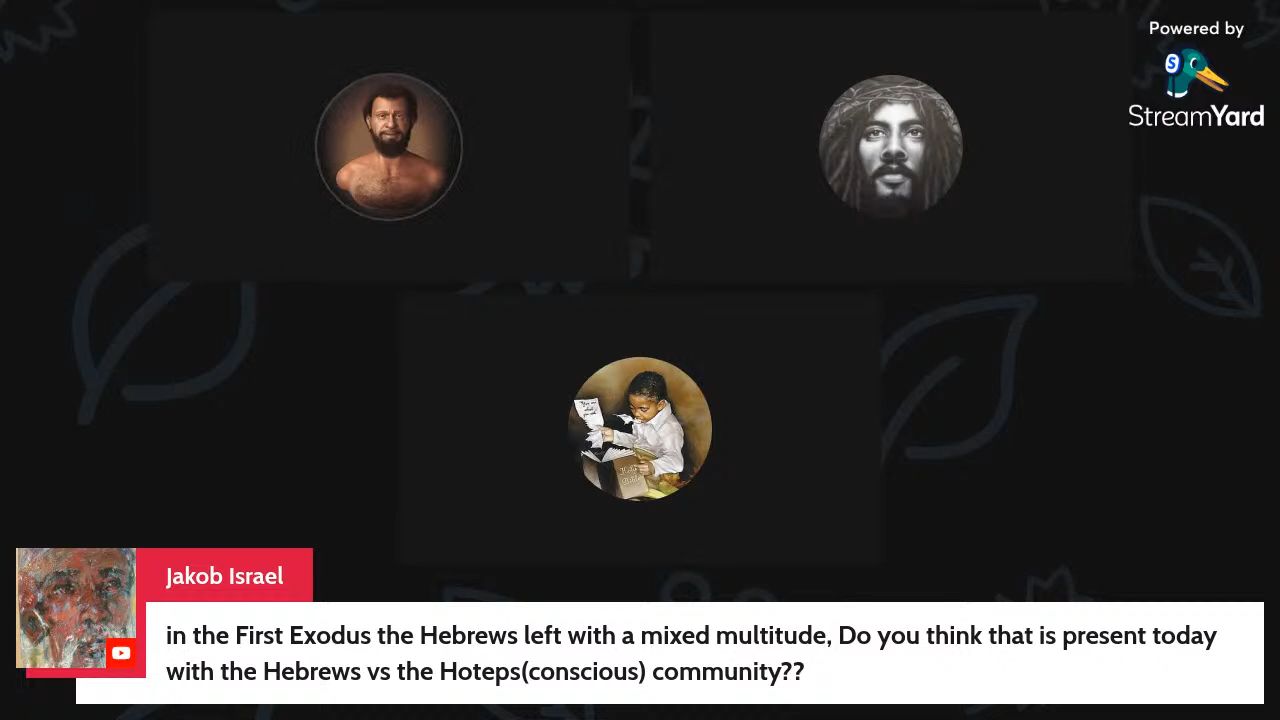 Powered by
StreamYard
Jakob Israel
in the First Exodus the Hebrews left with a mixed multitude, Do you think that is present today
with the Hebrews vs the Hoteps(conscious) community??